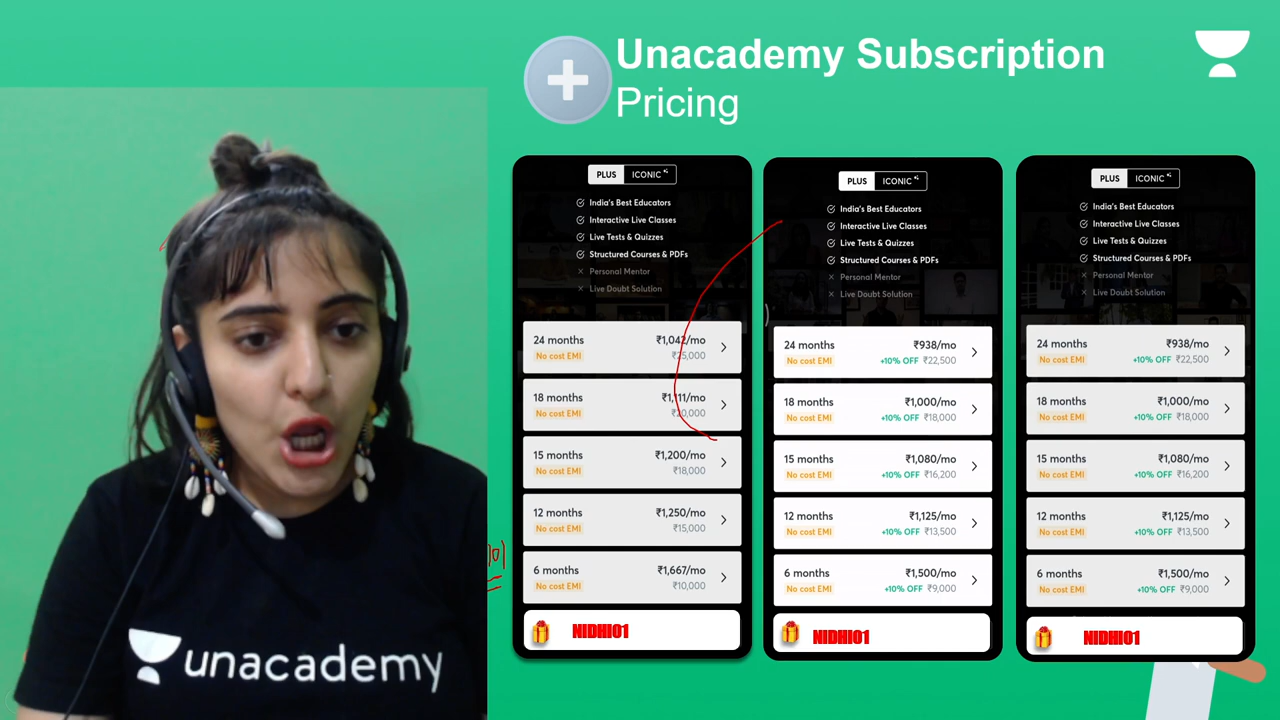 Unacademy Subscription
Pricing
PLUS ICONIC
India's Best Educators
Interactive Live Classes
Live Tests & Quizzes
Structured Courses & PDFs
Personal Mentor
Live Doubt Solution
24 months ₹1,042/mo
No cost EMI ₹25,000
18 months ₹1,111/mo
No cost EMI ₹20,000
15 months ₹1,200/mo
No cost EMI ₹18,000
12 months ₹1,250/mo
No cost EMI ₹15,000
6 months ₹1,667/mo
No cost EMI ₹10,000
NIDHI01
PLUS ICONIC
India's Best Educators
Interactive Live Classes
Live Tests & Quizzes
Structured Courses & PDFs
Personal Mentor
Live Doubt Solution
24 months ₹938/mo
No cost EMI +10% OFF ₹22,500
18 months ₹1,000/mo
No cost EMI +10% OFF ₹18,000
15 months ₹1,080/mo
No cost EMI +10% OFF ₹16,200
12 months ₹1,125/mo
No cost EMI +10% OFF ₹13,500
6 months ₹1,500/mo
No cost EMI +10% OFF ₹9,000
NIDHI01
PLUS ICONIC
India's Best Educators
Interactive Live Classes
Live Tests & Quizzes
Structured Courses & PDFs
Personal Mentor
Live Doubt Solution
24 months ₹938/mo
No cost EMI +10% OFF ₹22,500
18 months ₹1,000/mo
No cost EMI +10% OFF ₹18,000
15 months ₹1,080/mo
No cost EMI +10% OFF ₹16,200
12 months ₹1,125/mo
No cost EMI +10% OFF ₹13,500
6 months ₹1,500/mo
No cost EMI +10% OFF ₹9,000
NIDHI01
unacademy